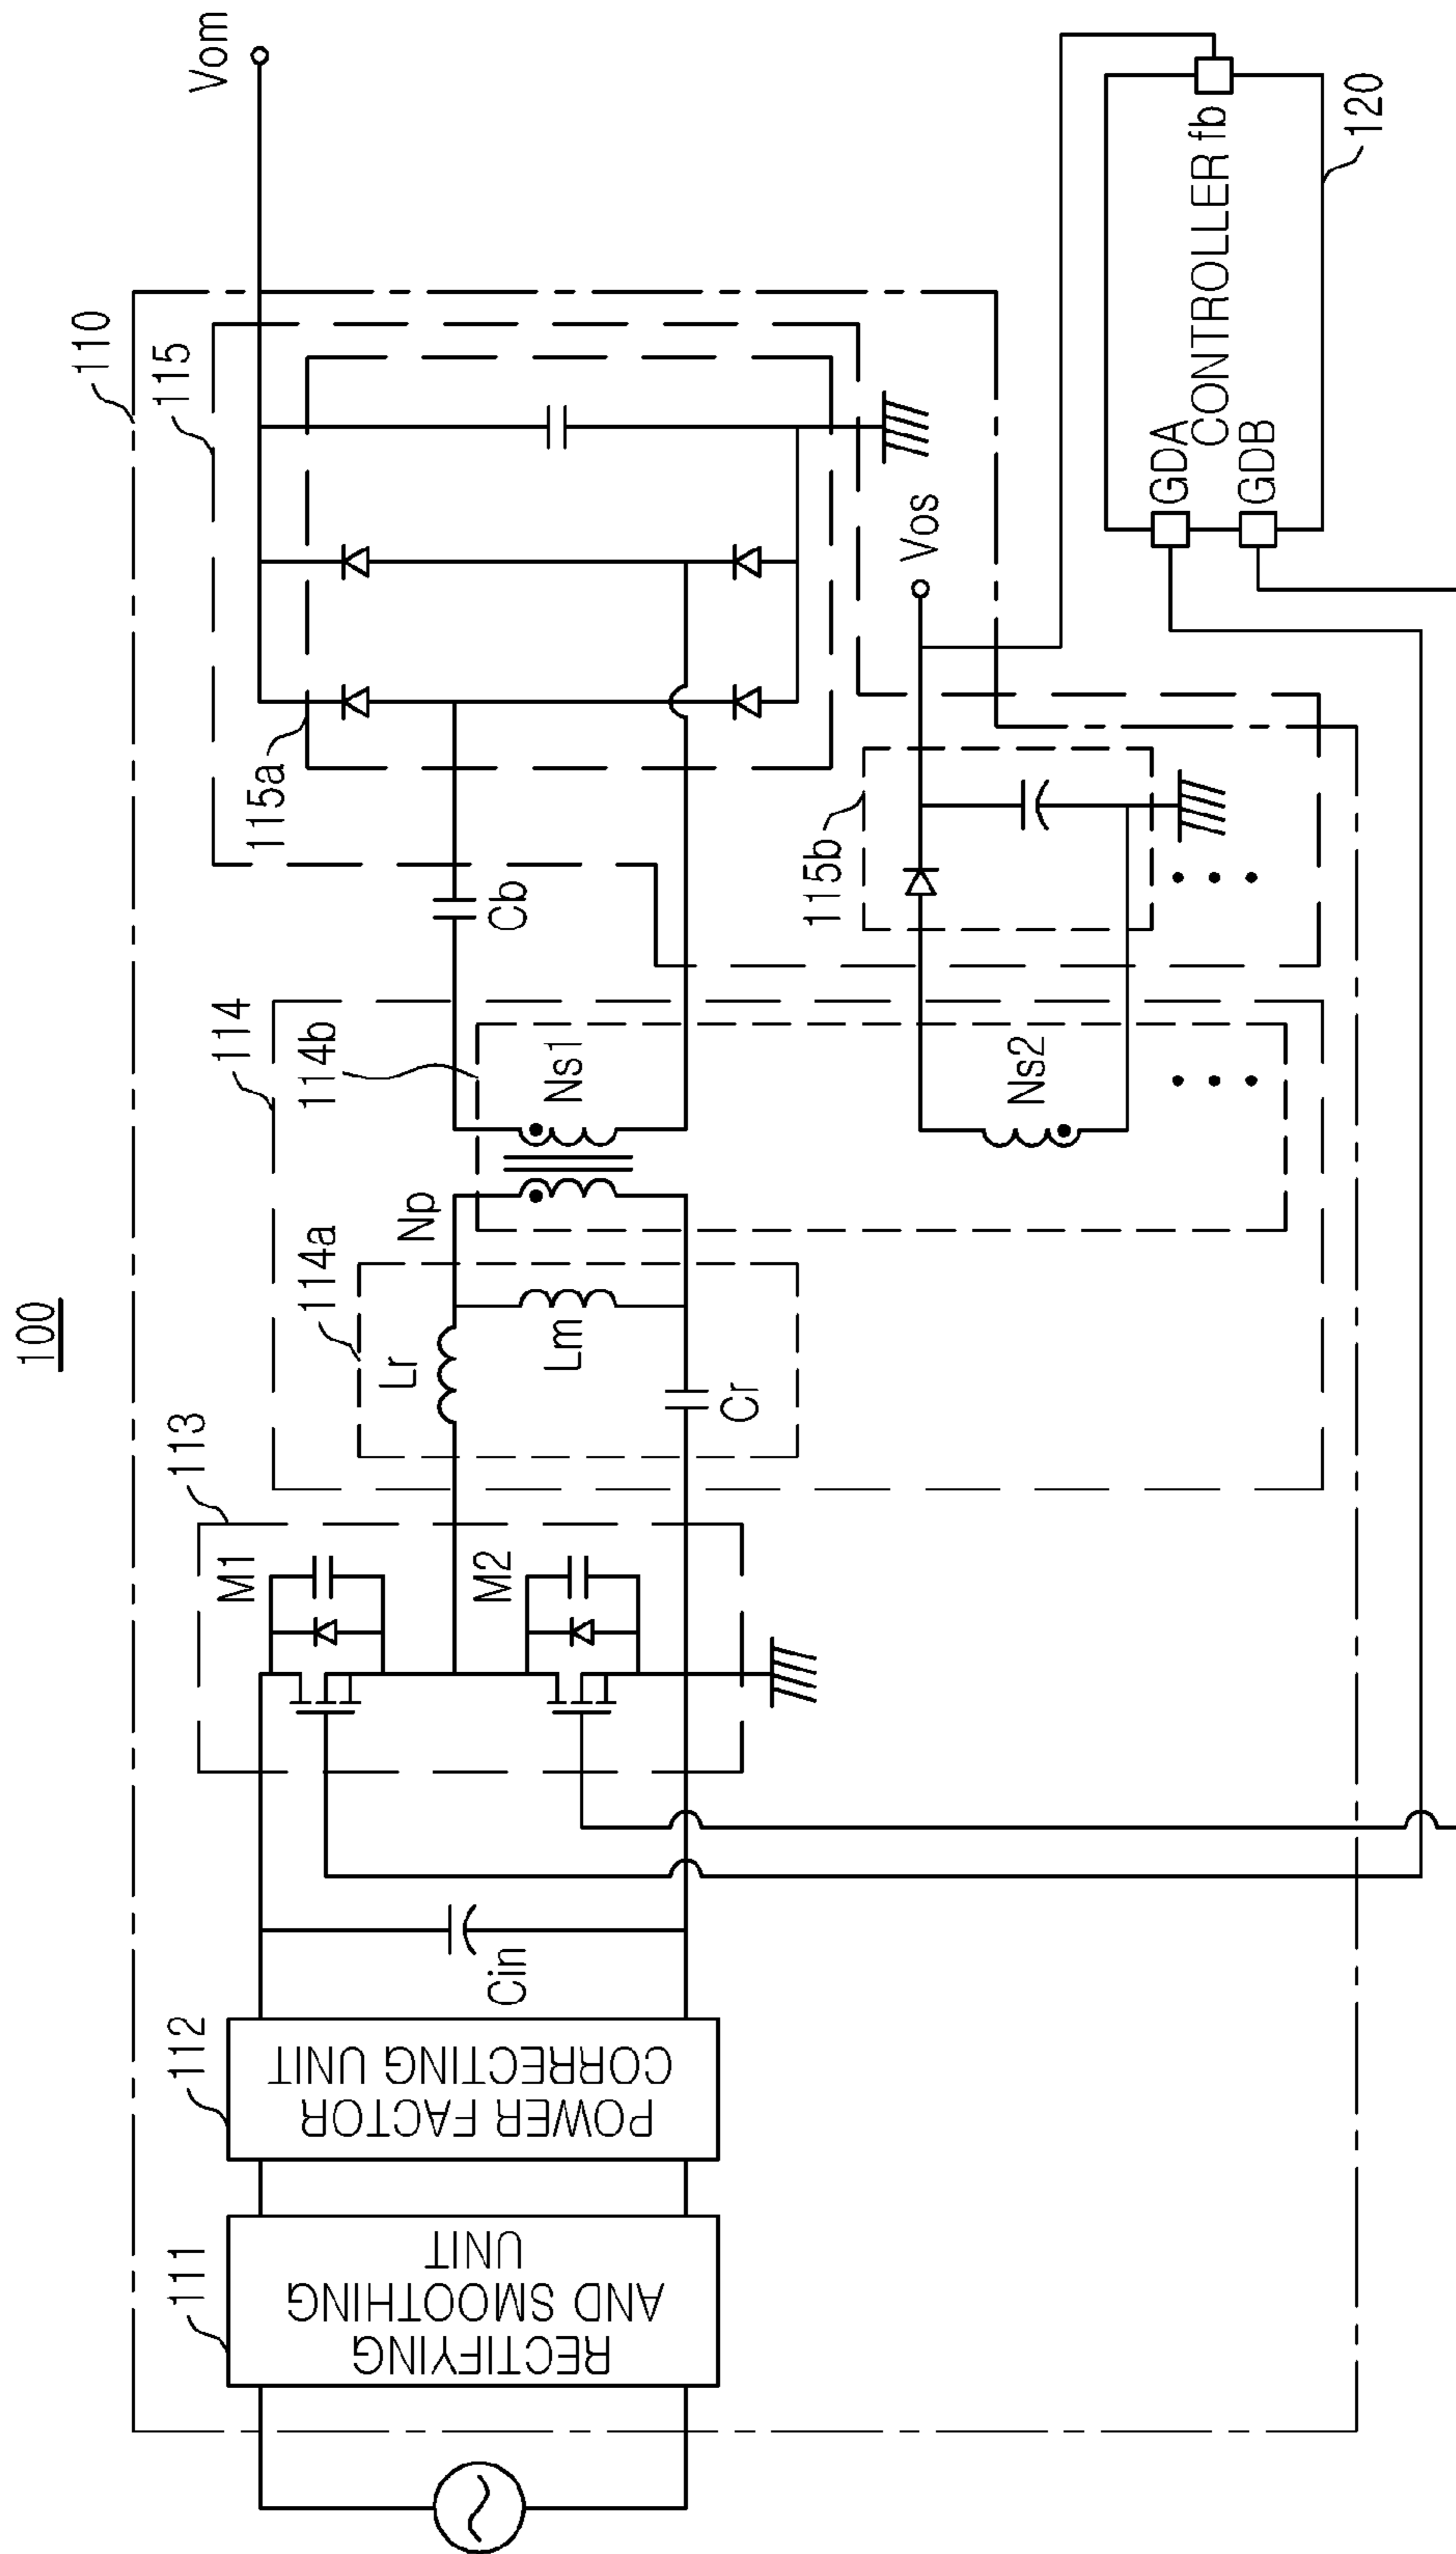 100
110
111
RECTIFYING
AND SMOOTHING
UNIT
112
POWER FACTOR
CORRECTING UNIT
Cin
113
M1
M2
114
114a
Lr
Lm
Cr
Np
114b
Ns1
Ns2
Cb
115
115a
115b
Vom
Vos
GDA
CONTROLLER fb
GDB
120